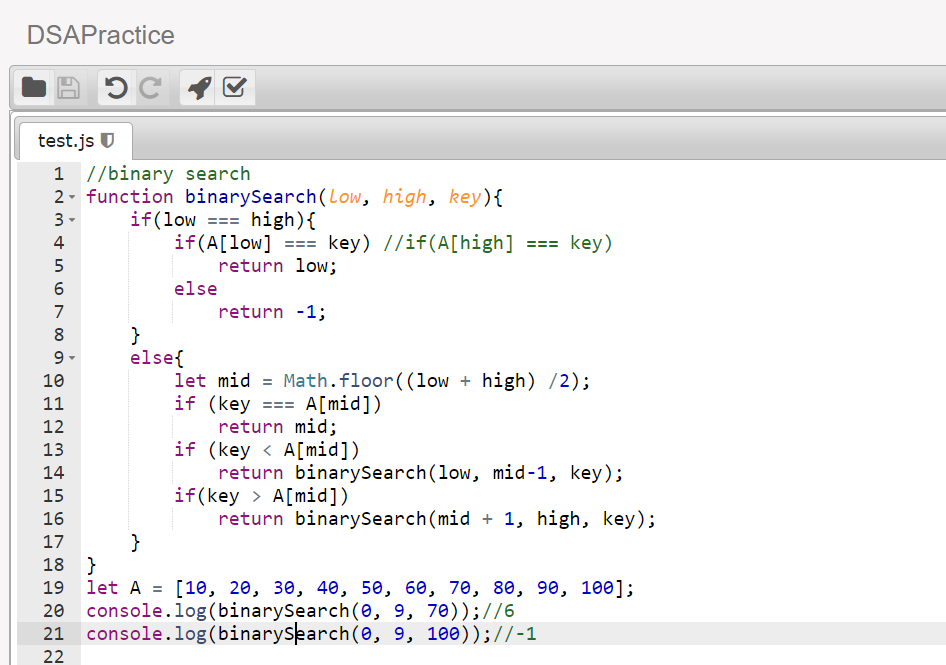 DSAPractice
test.js
1 //binary search
2 function binarySearch(low, high, key){
3 if(low === high){
4 if(A[low] === key) //if(A[high] === key)
5 return low;
6 else
7 return -1;
8 }
9 else{
10 let mid = Math.floor((low + high) /2);
11 if (key === A[mid])
12 return mid;
13 if (key < A[mid])
14 return binarySearch(low, mid-1, key);
15 if(key > A[mid])
16 return binarySearch(mid + 1, high, key);
17 }
18 }
19 let A = [10, 20, 30, 40, 50, 60, 70, 80, 90, 100];
20 console.log(binarySearch(0, 9, 70));//6
21 console.log(binarySearch(0, 9, 100));//-1
22